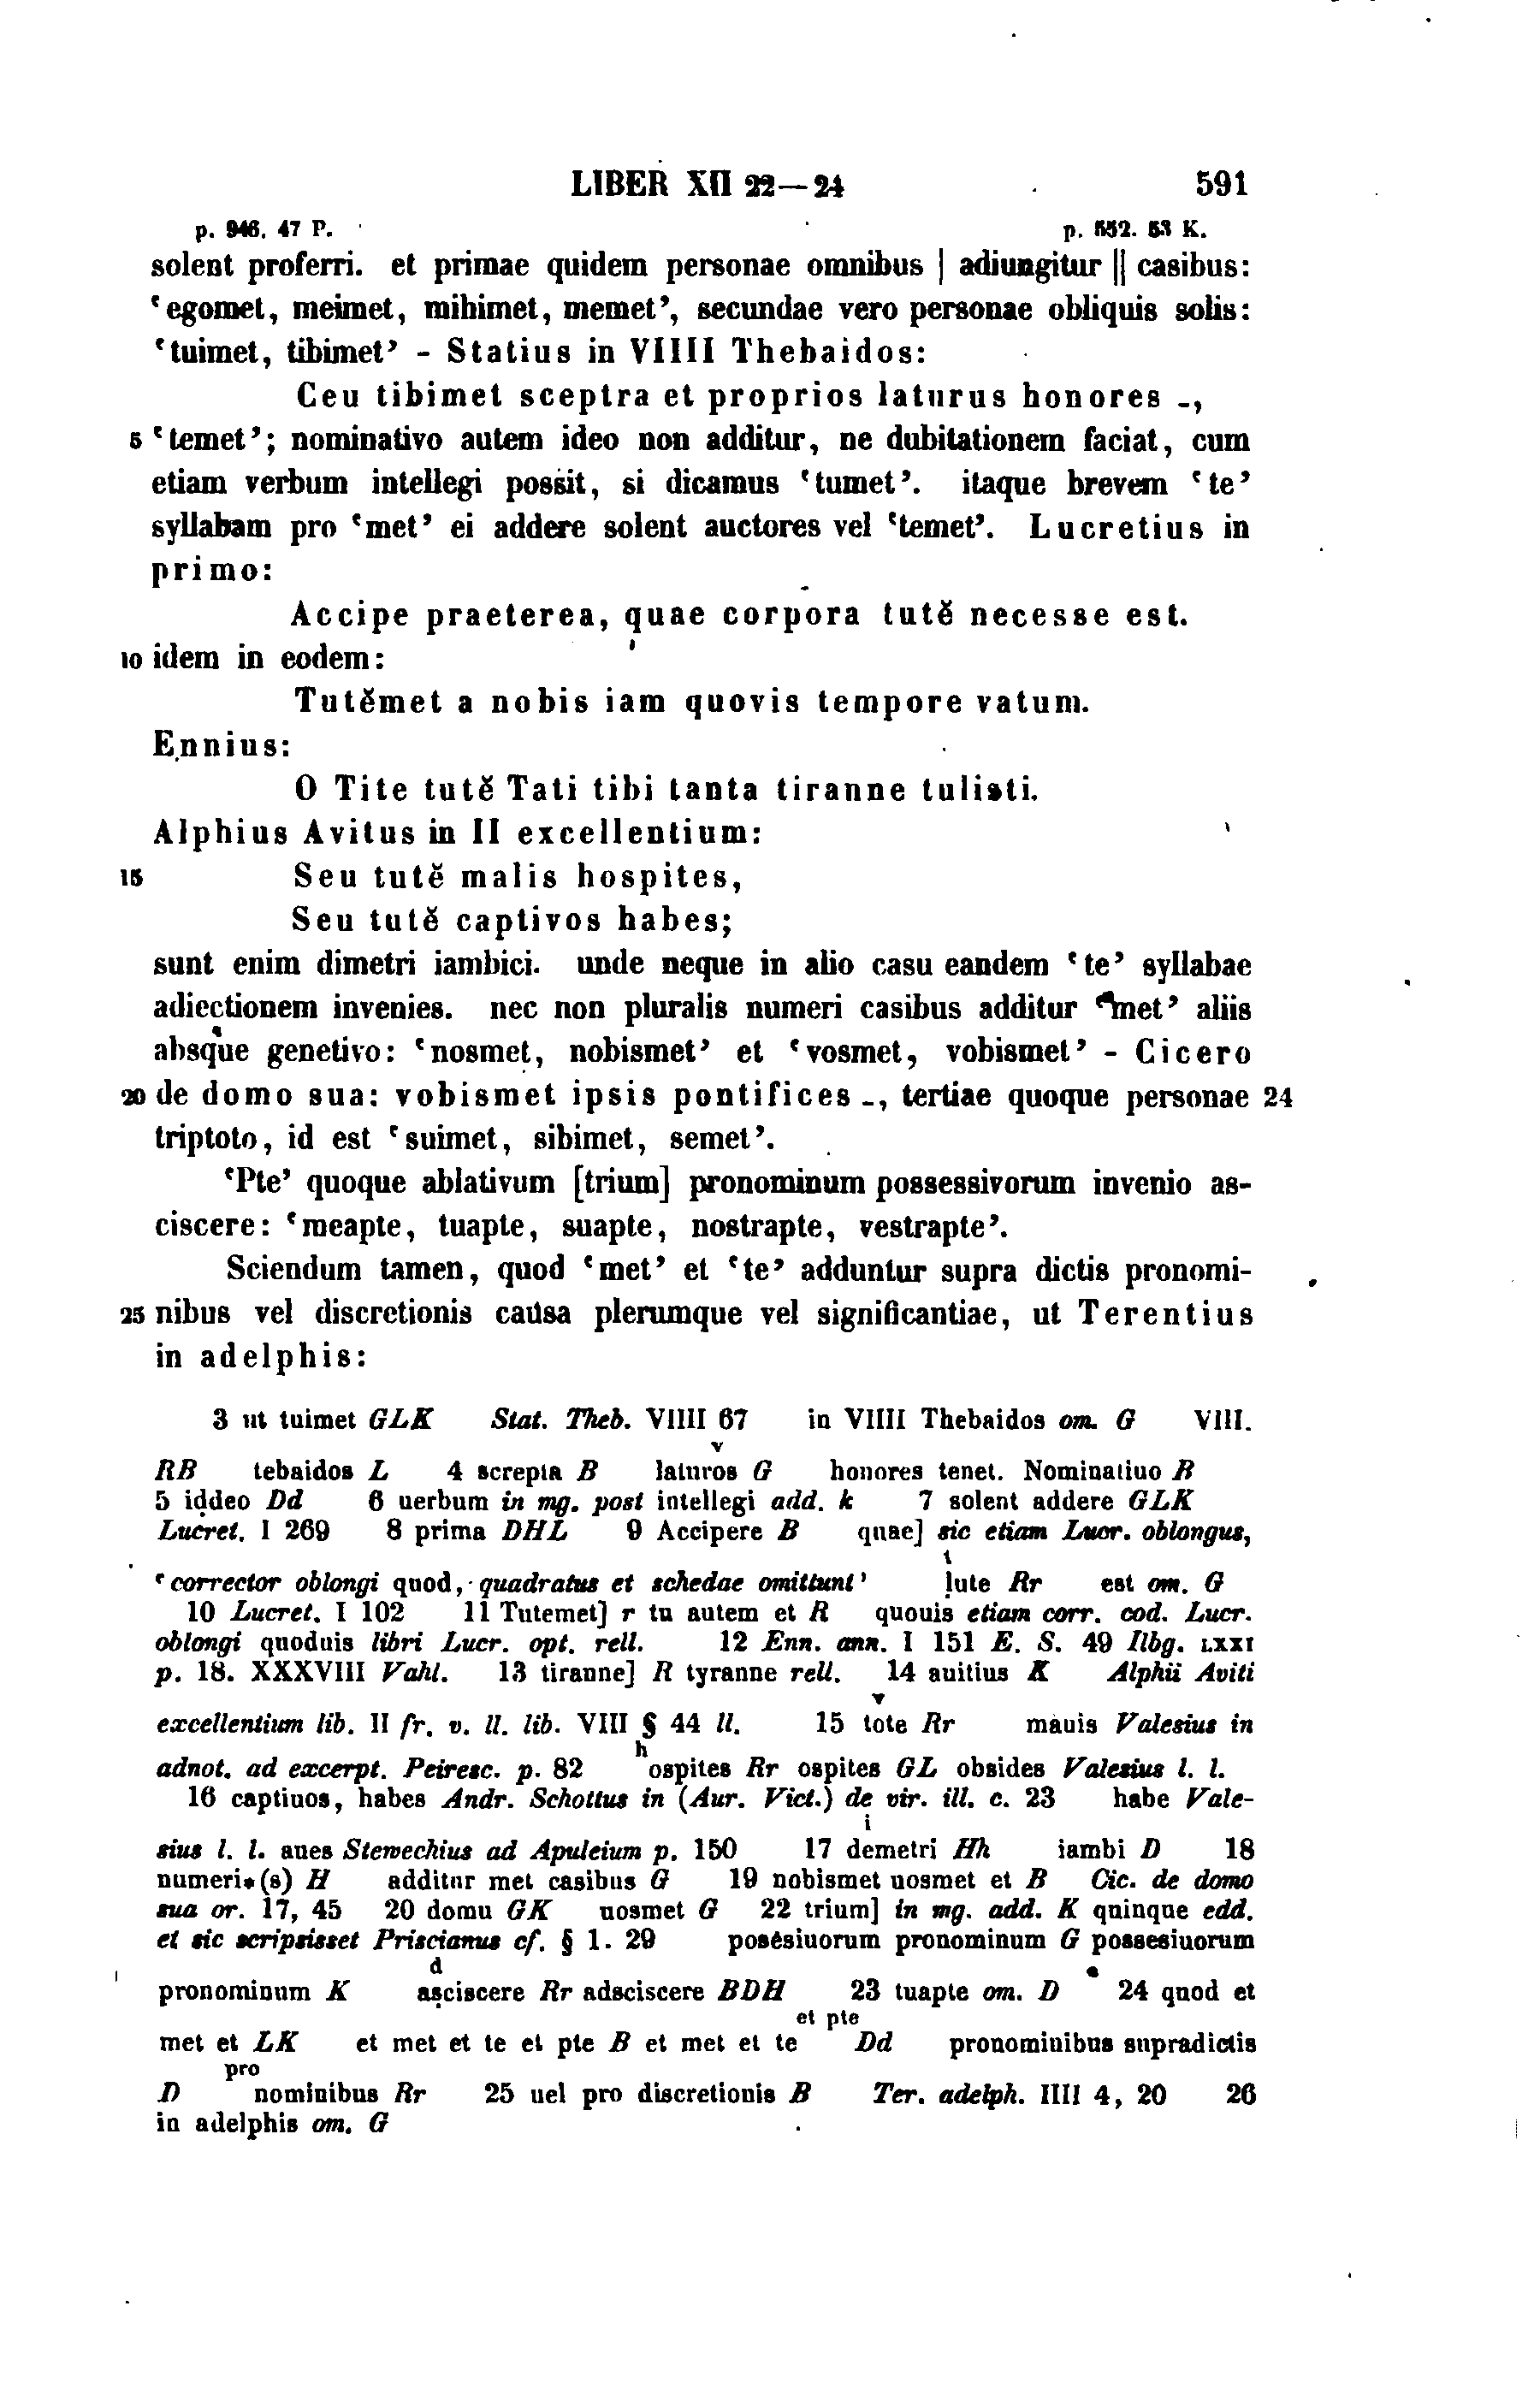 LIBER XII 22—24 591
p. 946. 47 P. p. 552. 53 K.
solent proferri. et primae quidem personae omnibus | adiungitur || casibus:
‘egomet, meimet, mihimet, memet’, secundae vero personae obliquis solis:
‘tuimet, tibimet’ - Statius in VIIII Thebaidos:
Ceu tibimet sceptra et proprios laturus honores -,
5 ‘temet’; nominativo autem ideo non additur, ne dubitationem faciat, cum
etiam verbum intellegi possit, si dicamus ‘tumet’. itaque brevem ‘te’
syllabam pro ‘met’ ei addere solent auctores vel ‘temet’. Lucretius in
primo:
Accipe praeterea, quae corpora tutĕ necesse est.
10 idem in eodem:
Tutĕmet a nobis iam quovis tempore vatum.
Ennius:
O Tite tutĕ Tati tibi tanta tiranne tulisti.
Alphius Avitus in II excellentium:
15 Seu tutĕ malis hospites,
Seu tutĕ captivos habes;
sunt enim dimetri iambici. unde neque in alio casu eandem ‘te’ syllabae
adiectionem invenies. nec non pluralis numeri casibus additur ‘met’ aliis
absque genetivo: ‘nosmet, nobismet’ et ‘vosmet, vobismet’ - Cicero
20 de domo sua: vobismet ipsis pontifices -, tertiae quoque personae 24
triptoto, id est ‘suimet, sibimet, semet’.
‘Pte’ quoque ablativum [trium] pronominum possessivorum invenio as-
ciscere: ‘meapte, tuapte, suapte, nostrapte, vestrapte’.
Sciendum tamen, quod ‘met’ et ‘te’ adduntur supra dictis pronomi-
25 nibus vel discretionis causa plerumque vel significantiae, ut Terentius
in adelphis:
3 ut tuimet GLK Stat. Theb. VIIII 67 in VIIII Thebaidos om. G VIII.
v
RB tebaidos L 4 screpta B laturos G honores tenet. Nominatiuo B
5 iḍdeo Dd 6 uerbum in mg. post intellegi add. k 7 solent addere GLK
Lucret. I 269 8 prima DHL 9 Accipere B quae] sic etiam Lucr. oblongus,
t
‘corrector oblongi quod, quadratus et schedae omittunt’ ḷute Rr est om. G
10 Lucret. I 102 11 Tutemet] r tu autem et R quouis etiam corr. cod. Lucr.
oblongi quoduis libri Lucr. opt. rell. 12 Enn. ann. I 151 E. S. 49 Ilbg. LXXI
p. 18. XXXVIII Vahl. 13 tiranne] R tyranne rell. 14 auitius K Alphii Aviti
v
excellentium lib. II fr. v. ll. lib. VIII § 44 ll. 15 tote Rr mauis Valesius in
h
adnot. ad excerpt. Peiresc. p. 82 ospites Rr ospites GL obsides Valesius l. l.
16 captiuos, habes Andr. Schottus in (Aur. Vict.) de vir. ill. c. 23 habe Vale-
i
sius l. l. aues Stewechius ad Apuleium p. 150 17 demetri Hh iambi D 18
numeri*(s) H additur met casibus G 19 nobismet uosmet et B Cic. de domo
sua or. 17, 45 20 domu GK uosmet G 22 trium] in mg. add. K quinque edd.
et sic scripsisset Priscianus cf. § 1. 29 posesiuorum pronominum G possesiuorum
d
pronominum K aṣciscere Rr adsciscere BDH 23 tuapte om. D 24 quod et
et pte
met et LK et met et te et pte B et met et te Dd pronominibus supradictis
pro
D nominibus Rr 25 uel pro discretionis B Ter. adelph. IIII 4, 20 26
in adelphis om. G